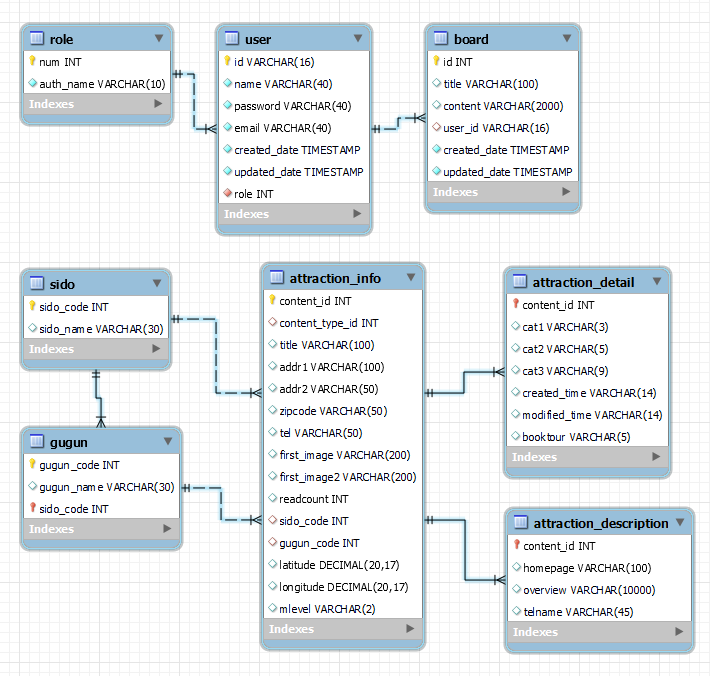 role
num INT
auth_name VARCHAR(10)
Indexes
user
id VARCHAR(16)
name VARCHAR(40)
password VARCHAR(40)
email VARCHAR(40)
created_date TIMESTAMP
updated_date TIMESTAMP
role INT
Indexes
board
id INT
title VARCHAR(100)
content VARCHAR(2000)
user_id VARCHAR(16)
created_date TIMESTAMP
updated_date TIMESTAMP
Indexes
sido
sido_code INT
sido_name VARCHAR(30)
Indexes
gugun
gugun_code INT
gugun_name VARCHAR(30)
sido_code INT
Indexes
attraction_info
content_id INT
content_type_id INT
title VARCHAR(100)
addr1 VARCHAR(100)
addr2 VARCHAR(50)
zipcode VARCHAR(50)
tel VARCHAR(50)
first_image VARCHAR(200)
first_image2 VARCHAR(200)
readcount INT
sido_code INT
gugun_code INT
latitude DECIMAL(20,17)
longitude DECIMAL(20,17)
mlevel VARCHAR(2)
Indexes
attraction_detail
content_id INT
cat1 VARCHAR(3)
cat2 VARCHAR(5)
cat3 VARCHAR(9)
created_time VARCHAR(14)
modified_time VARCHAR(14)
booktour VARCHAR(5)
Indexes
attraction_description
content_id INT
homepage VARCHAR(100)
overview VARCHAR(10000)
telname VARCHAR(45)
Indexes